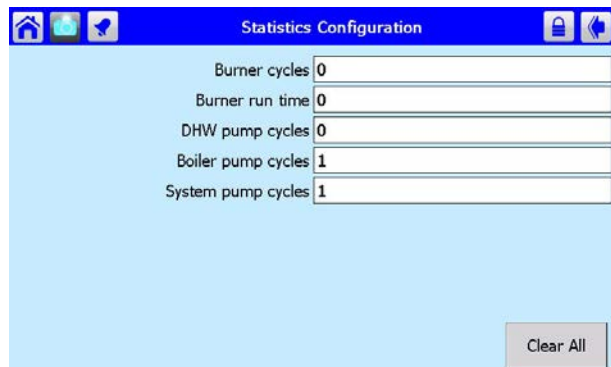 Statistics Configuration
Burner cycles 0
Burner run time 0
DHW pump cycles 0
Boiler pump cycles 1
System pump cycles 1
Clear All